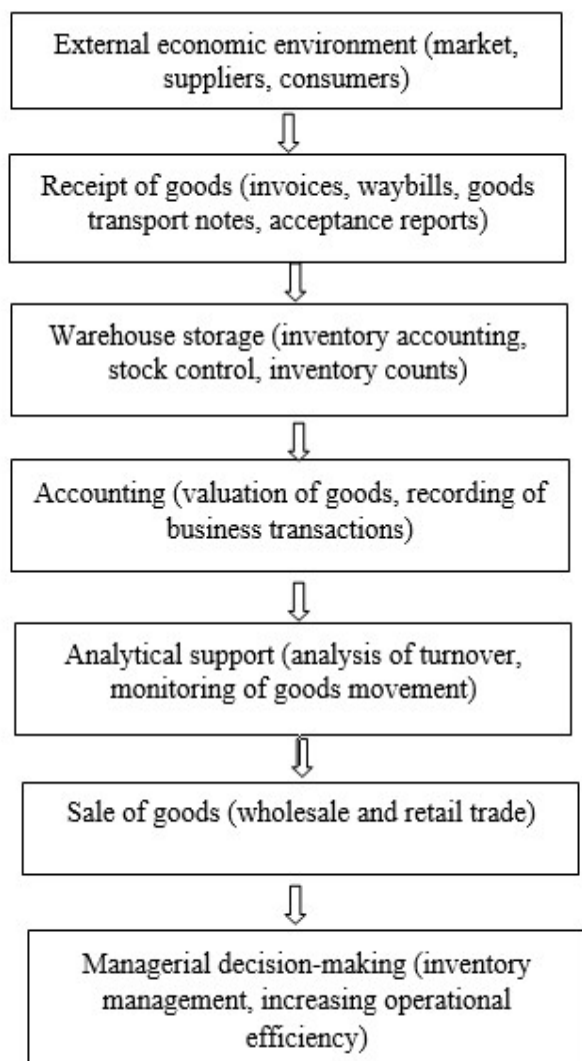 External economic environment (market,
suppliers, consumers)
Receipt of goods (invoices, waybills, goods
transport notes, acceptance reports)
Warehouse storage (inventory accounting,
stock control, inventory counts)
Accounting (valuation of goods, recording of
business transactions)
Analytical support (analysis of turnover,
monitoring of goods movement)
Sale of goods (wholesale and retail trade)
Managerial decision-making (inventory
management, increasing operational
efficiency)